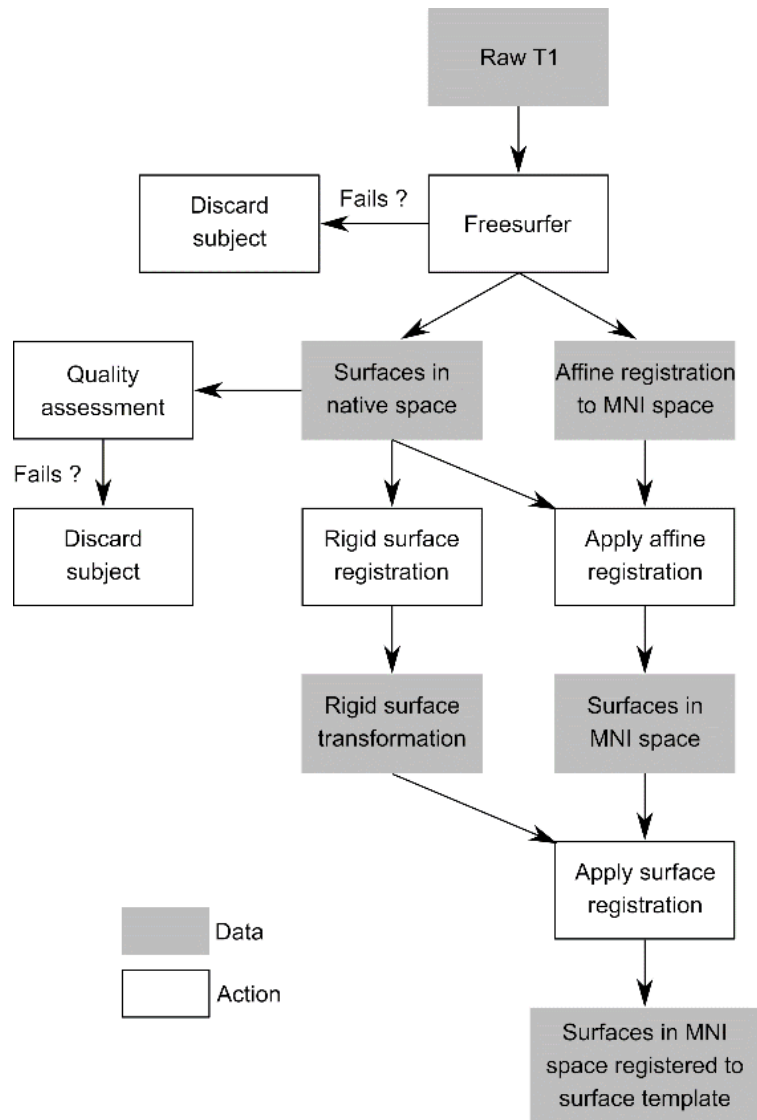 Raw T1
Fails ?
Discard
subject
Freesurfer
Quality
assessment
Surfaces in
native space
Affine registration
to MNI space
Fails ?
Discard
subject
Rigid surface
registration
Apply affine
registration
Rigid surface
transformation
Surfaces in
MNI space
Apply surface
registration
Data
Action
Surfaces in MNI
space registered to
surface template